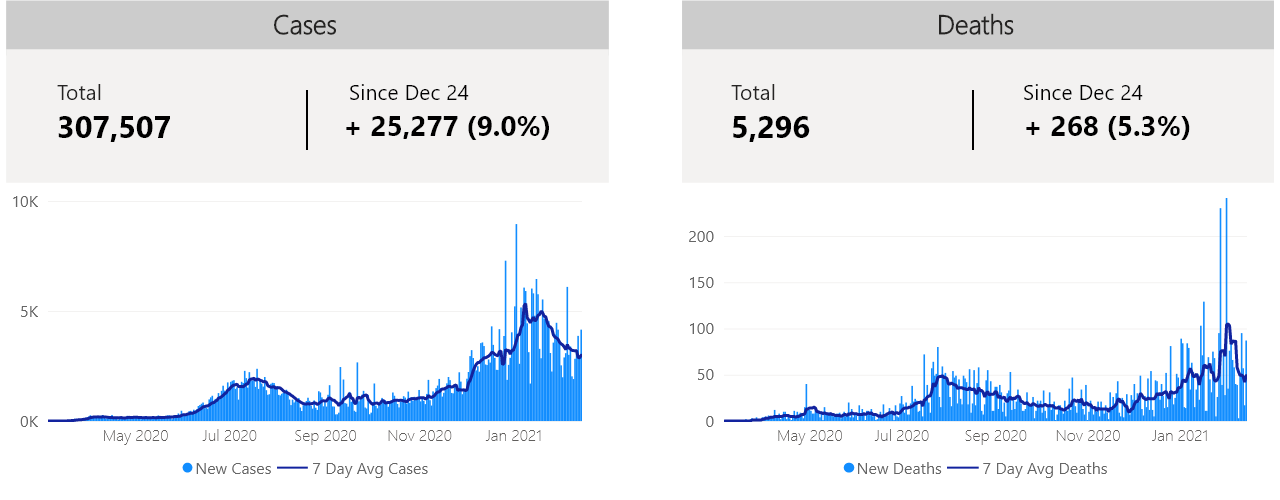 Cases
Total
307,507
Since Dec 24
+ 25,277 (9.0%)
10K
5K
0K
May 2020 Jul 2020 Sep 2020 Nov 2020 Jan 2021
New Cases 7 Day Avg Cases
Deaths
Total
5,296
Since Dec 24
+ 268 (5.3%)
200
150
100
50
0
May 2020 Jul 2020 Sep 2020 Nov 2020 Jan 2021
New Deaths 7 Day Avg Deaths